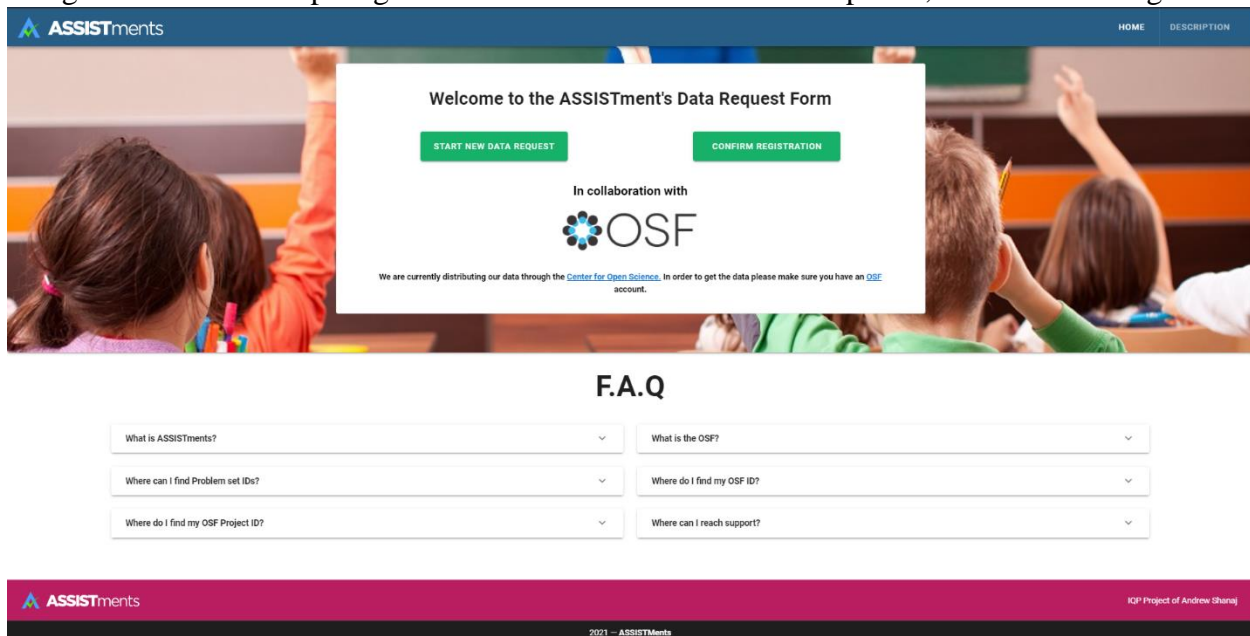 ASSISTments
HOME
DESCRIPTION
Welcome to the ASSISTment's Data Request Form
START NEW DATA REQUEST
CONFIRM REGISTRATION
In collaboration with
OSF
We are currently distributing our data through the Center for Open Science. In order to get the data please make sure you have an OSF
account.
F.A.Q
What is ASSISTments?
What is the OSF?
Where can I find Problem set IDs?
Where do I find my OSF ID?
Where do I find my OSF Project ID?
Where can I reach support?
ASSISTments
IQP Project of Andrew Shanaj
2021 — ASSISTMents